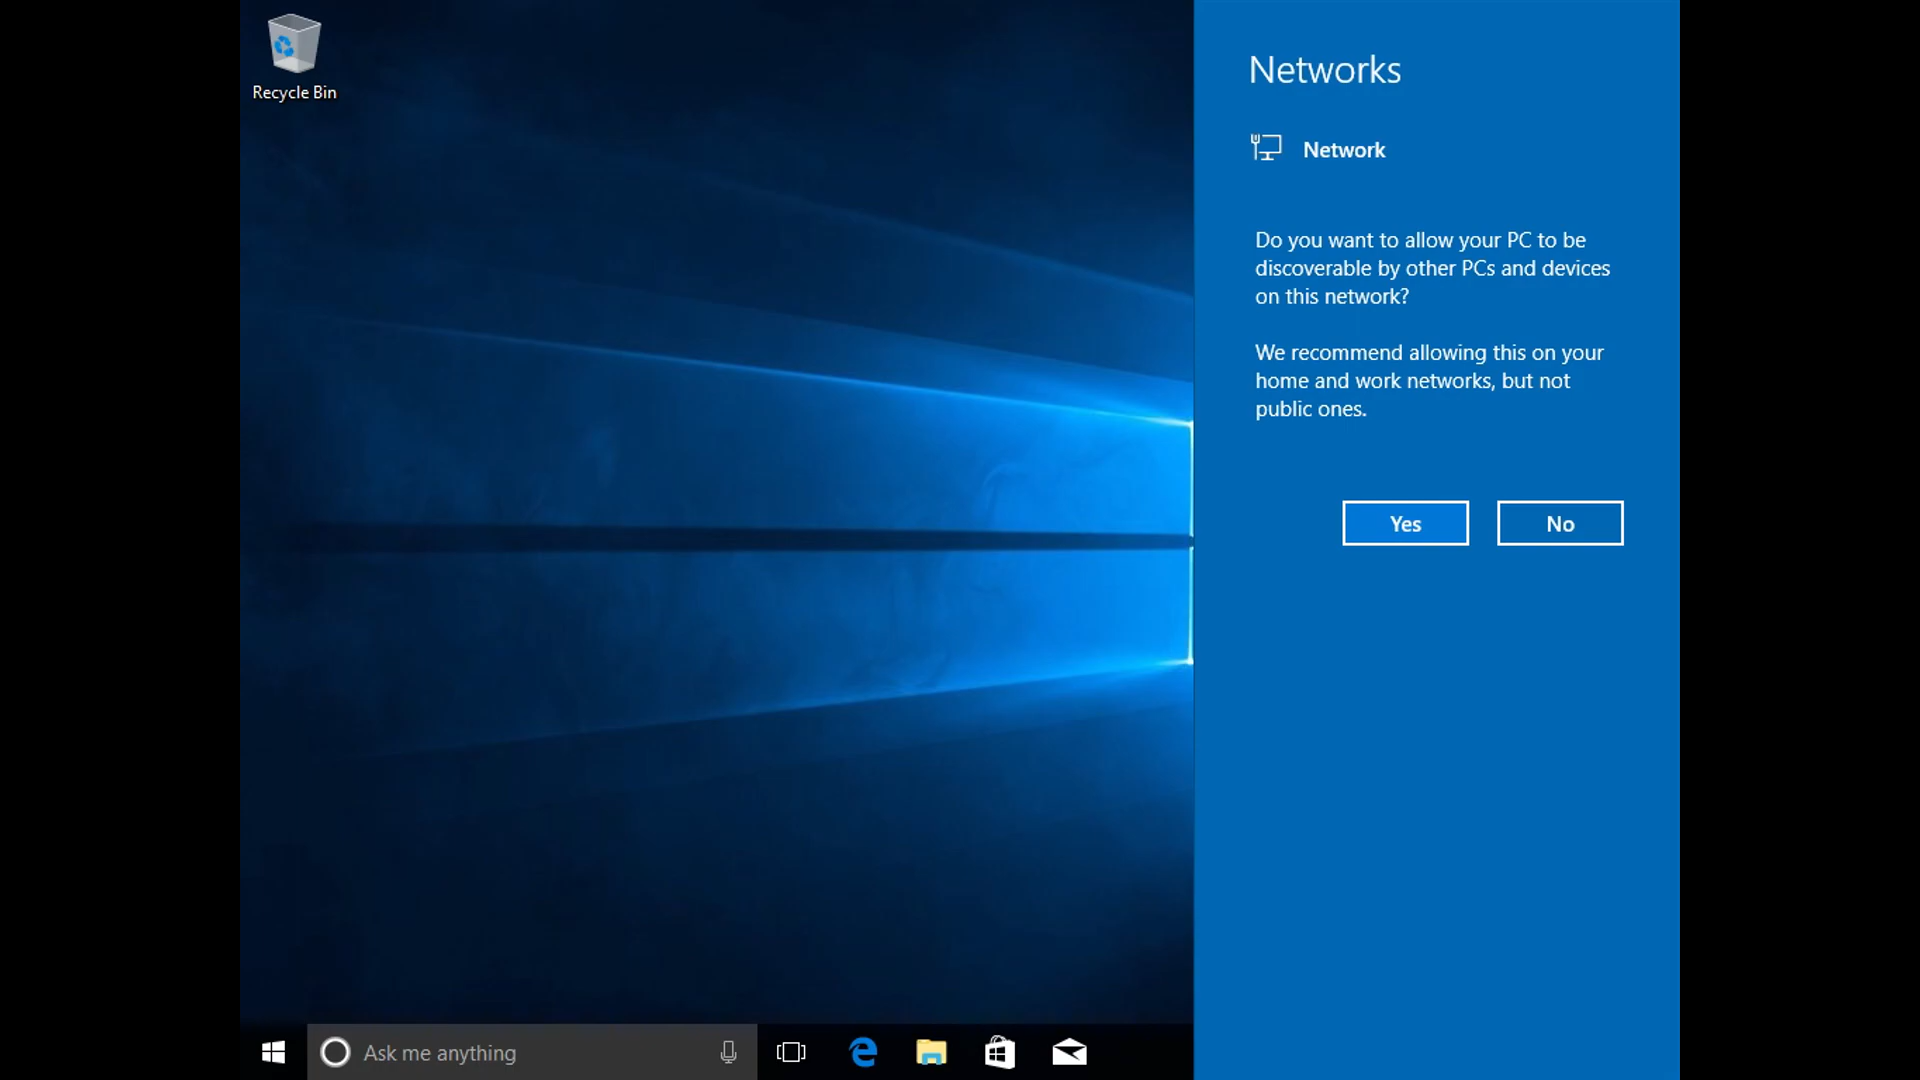 Recycle Bin
Networks
Network
Do you want to allow your PC to be
discoverable by other PCs and devices
on this network?
We recommend allowing this on your
home and work networks, but not
public ones.
Yes
No
Ask me anything